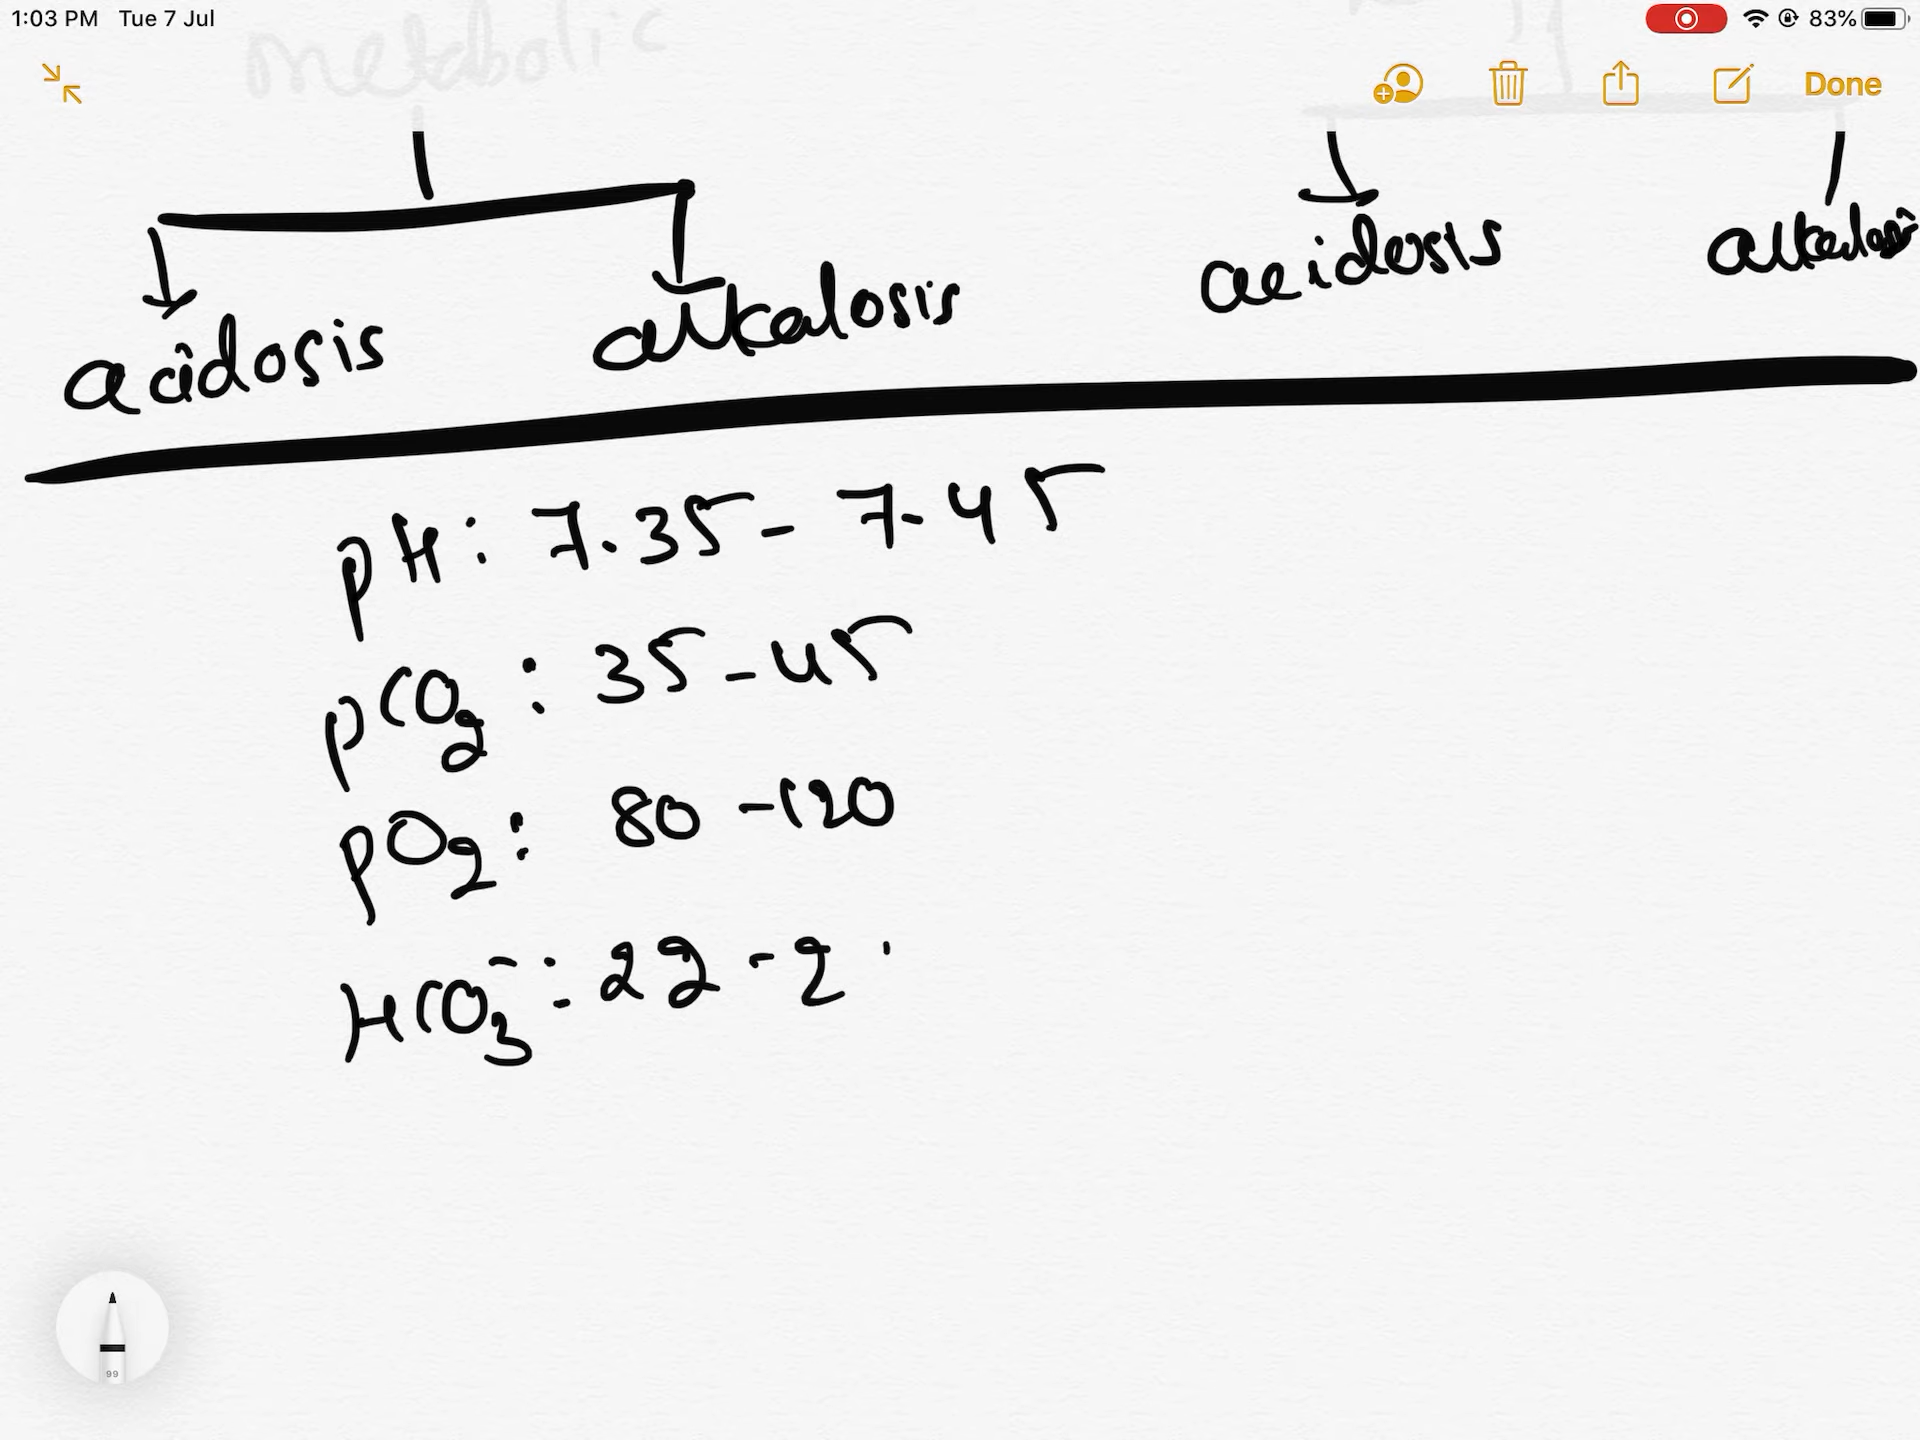 1:03 PM Tue 7 Jul 83%
metabolic
Done
acidosis alkalosis acidosis alkalosis
pH: 7.35- 7.45
pCO2: 35-45
pO2: 80-120
HCO3-: 22-2
99